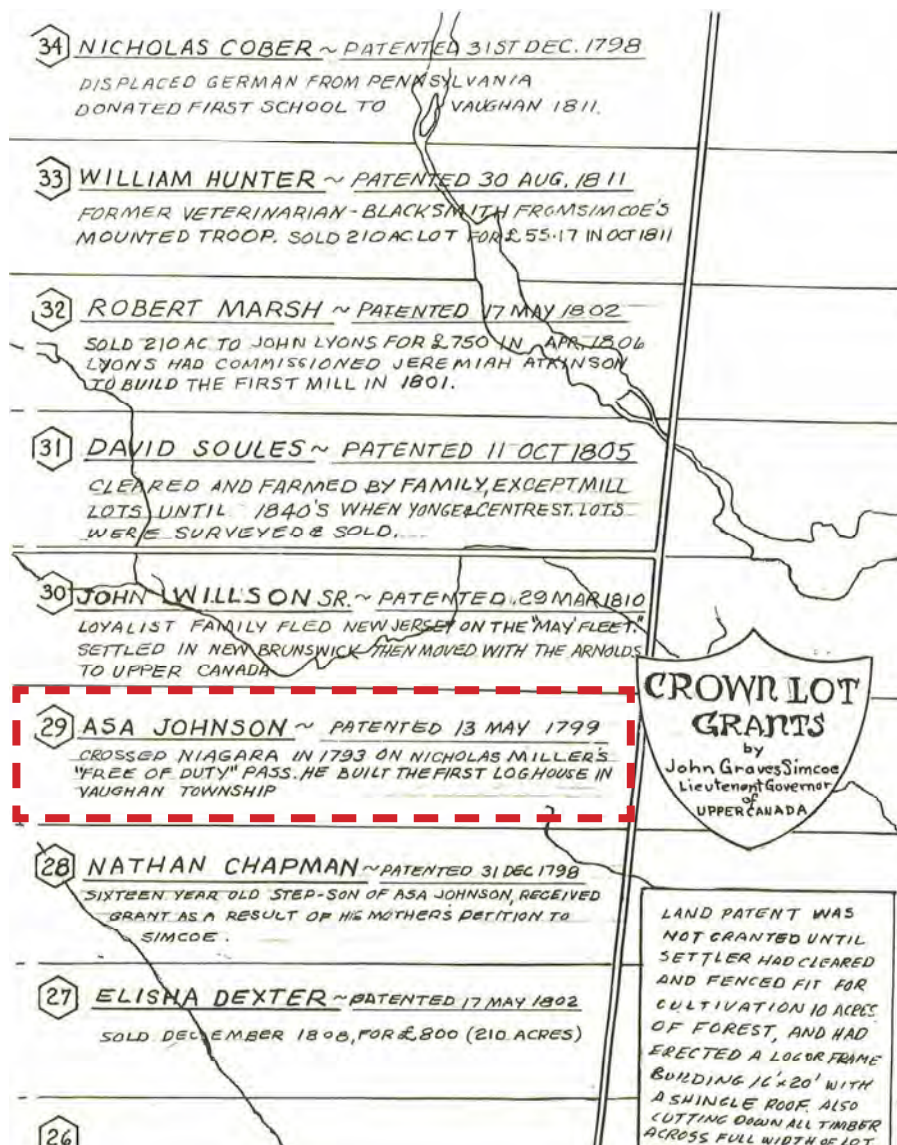 34 NICHOLAS COBER ~ PATENTED 31ST DEC. 1798
DISPLACED GERMAN FROM PENNSYLVANIA
DONATED FIRST SCHOOL TO VAUGHAN 1811.
33 WILLIAM HUNTER ~ PATENTED 30 AUG. 1811
FORMER VETERINARIAN-BLACKSMITH FROM SIMCOE'S
MOUNTED TROOP. SOLD 210 AC LOT FOR £55·17 IN OCT 1811
32 ROBERT MARSH ~ PATENTED 17 MAY 1802
SOLD 210 AC TO JOHN LYONS FOR £750 IN APR, 1806
LYONS HAD COMMISSIONED JEREMIAH ATKINSON
TO BUILD THE FIRST MILL IN 1801.
31 DAVID SOULES ~ PATENTED 11 OCT 1805
CLEARED AND FARMED BY FAMILY, EXCEPT MILL
LOTS UNTIL 1840'S WHEN YONGE & CENTRE ST. LOTS
WERE SURVEYED & SOLD.
30 JOHN WILLSON SR. ~ PATENTED 29 MAR 1810
LOYALIST FAMILY FLED NEW JERSEY ON THE "MAY FLEET."
SETTLED IN NEW BRUNSWICK THEN MOVED WITH THE ARNOLDS
TO UPPER CANADA
29 ASA JOHNSON ~ PATENTED 13 MAY 1799
CROSSED NIAGARA IN 1793 ON NICHOLAS MILLER'S
"FREE OF DUTY" PASS. HE BUILT THE FIRST LOG HOUSE IN
VAUGHAN TOWNSHIP
28 NATHAN CHAPMAN ~ PATENTED 31 DEC 1798
SIXTEEN YEAR OLD STEP-SON OF ASA JOHNSON, RECEIVED
GRANT AS A RESULT OF HIS MOTHER'S PETITION TO
SIMCOE.
27 ELISHA DEXTER ~ PATENTED 17 MAY 1802
SOLD DECEMBER 1808, FOR £800 (210 ACRES)
26
CROWN LOT
GRANTS
by
John Graves Simcoe
Lieutenant Governor
of
UPPER CANADA
LAND PATENT WAS
NOT GRANTED UNTIL
SETTLER HAD CLEARED
AND FENCED FIT FOR
CULTIVATION 10 ACRES
OF FOREST, AND HAD
ERECTED A LOG OR FRAME
BUILDING 16'x20' WITH
A SHINGLE ROOF. ALSO
CUTTING DOWN ALL TIMBER
ACROSS FULL WIDTH OF LOT